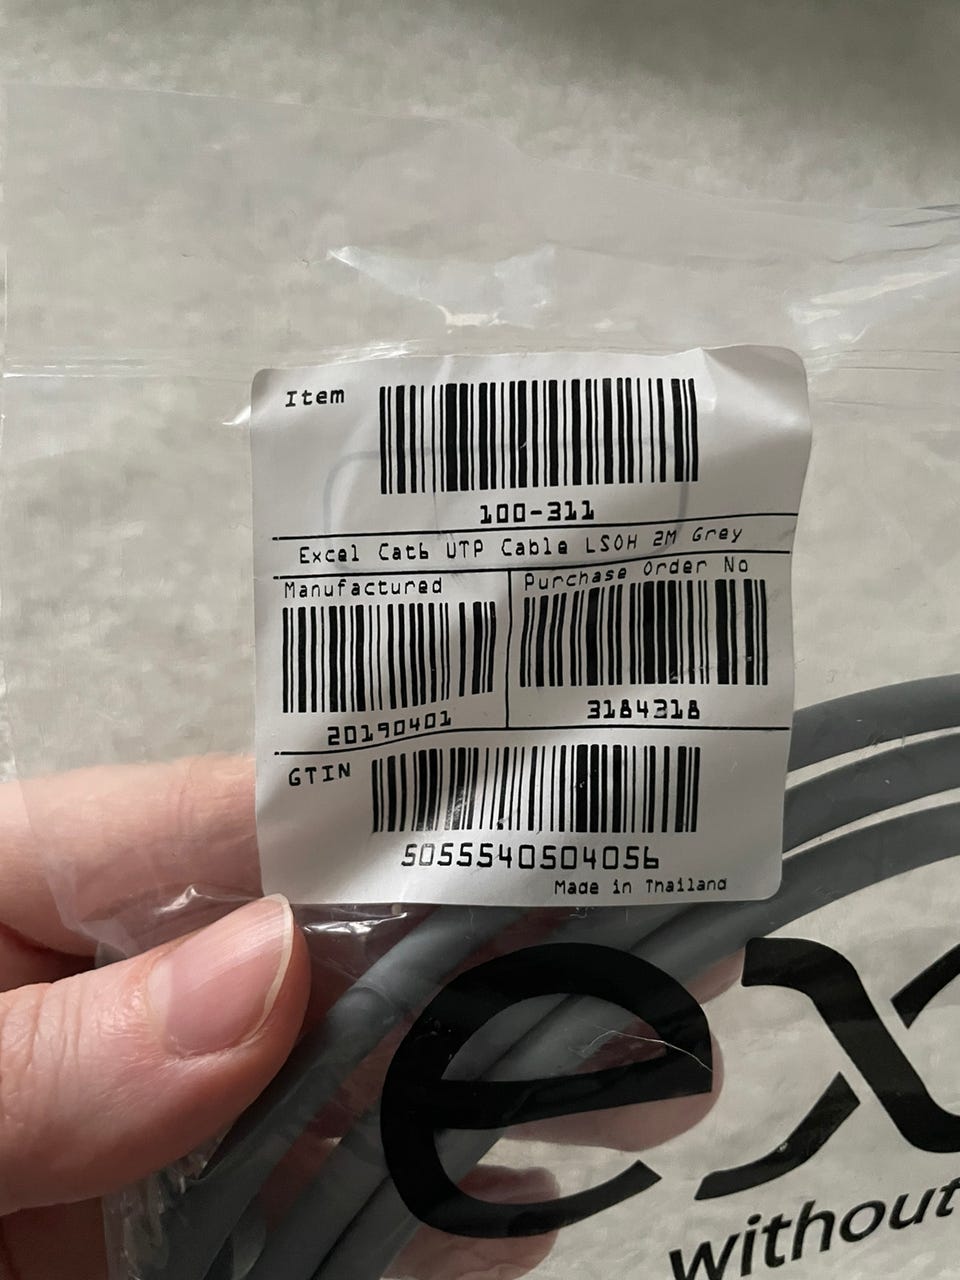 Item
100-311
Excel Cat6 UTP Cable LSOH 2M Grey
Manufactured
Purchase Order No
20190401
3184318
GTIN
5055540504056
Made in Thailand
ex
without